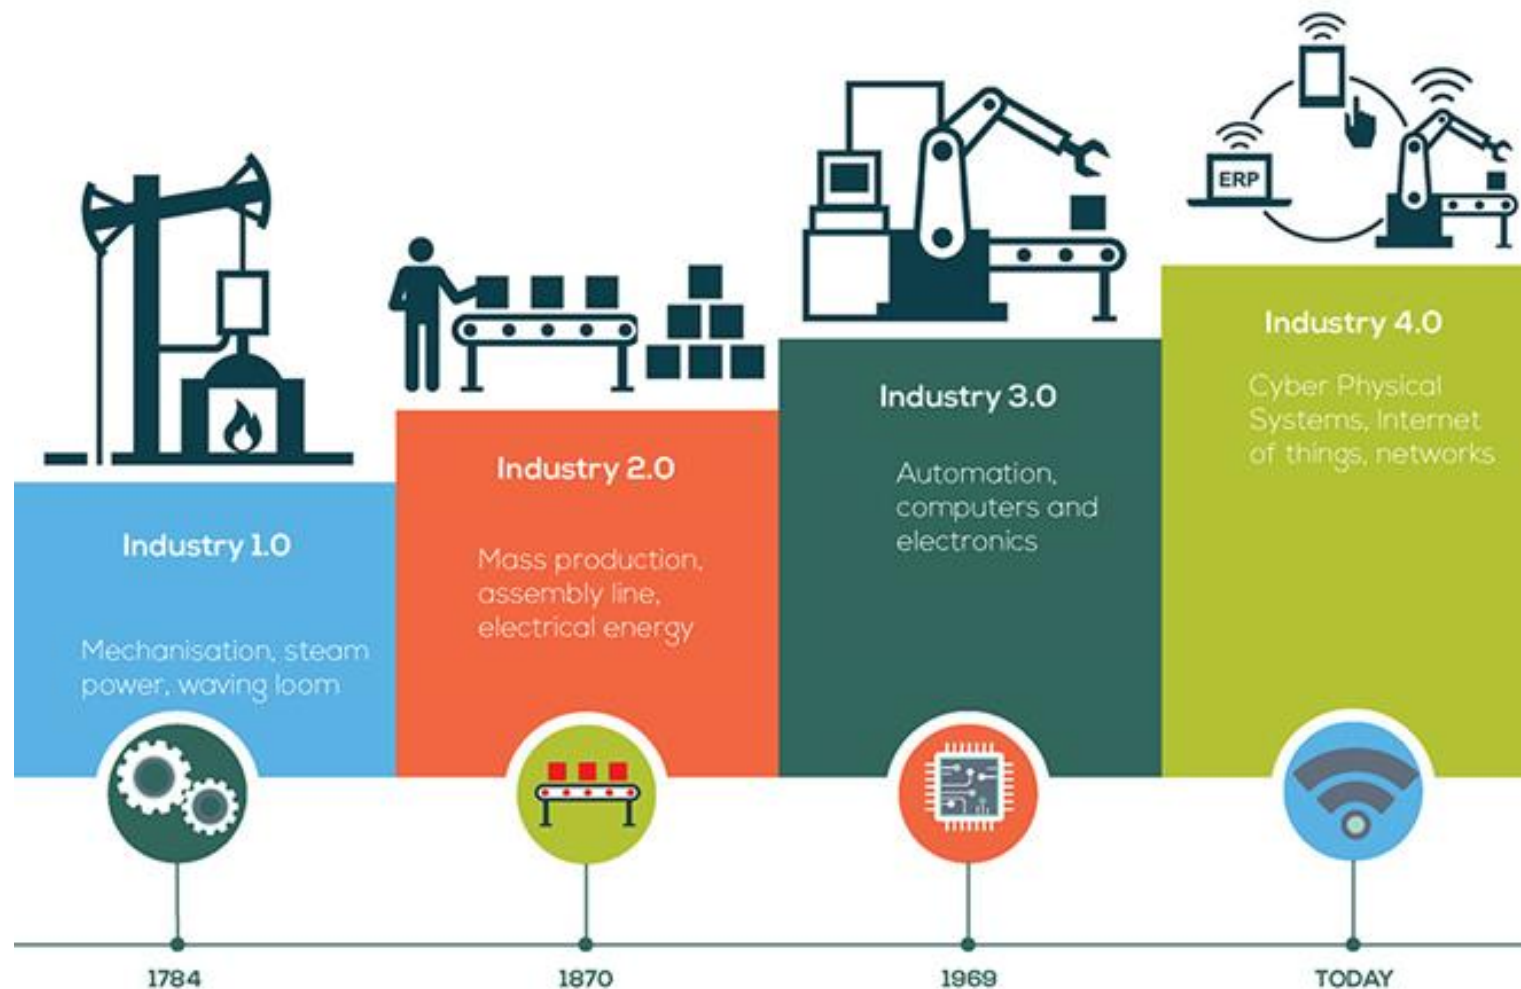 ERP
Industry 1.0
Mechanisation, steam
power, waving loom
Industry 2.0
Mass production,
assembly line,
electrical energy
Industry 3.0
Automation,
computers and
electronics
Industry 4.0
Cyber Physical
Systems, Internet
of things, networks
1784
1870
1969
TODAY